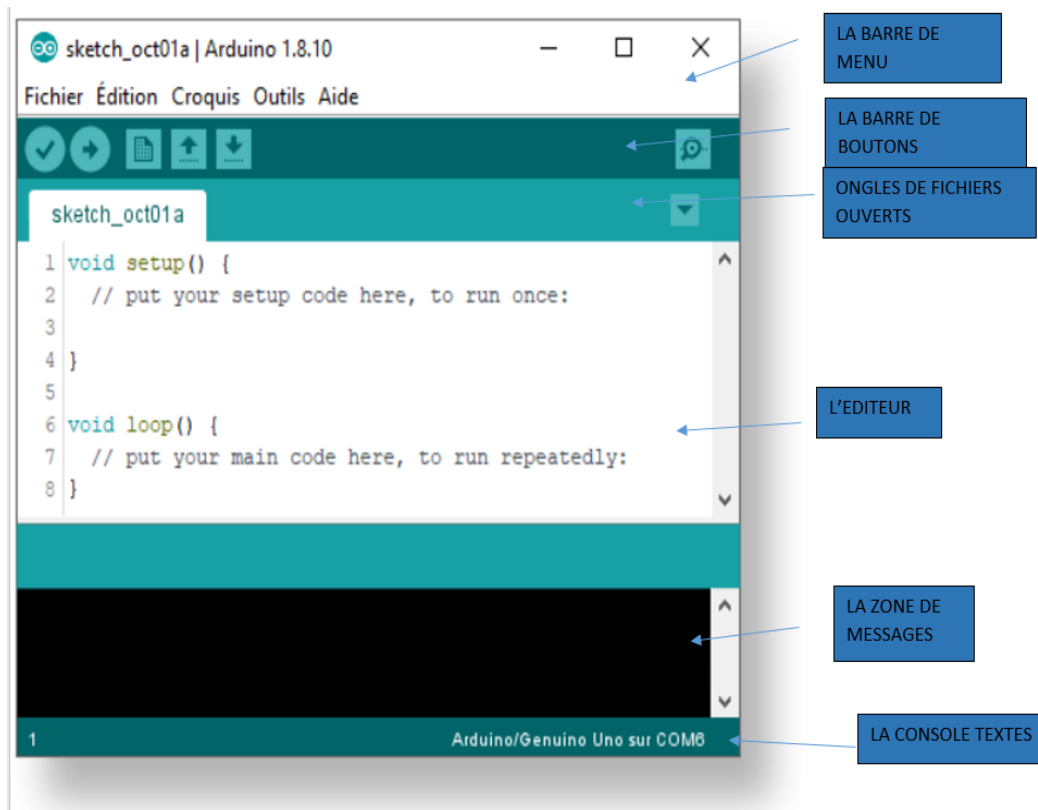 sketch_oct01a | Arduino 1.8.10
Fichier Édition Croquis Outils Aide
sketch_oct01a
1 void setup() {
2 // put your setup code here, to run once:
3
4 }
5
6 void loop() {
7 // put your main code here, to run repeatedly:
8 }
1
Arduino/Genuino Uno sur COM6
LA BARRE DE
MENU
LA BARRE DE
BOUTONS
ONGLES DE FICHIERS
OUVERTS
L’EDITEUR
LA ZONE DE
MESSAGES
LA CONSOLE TEXTES